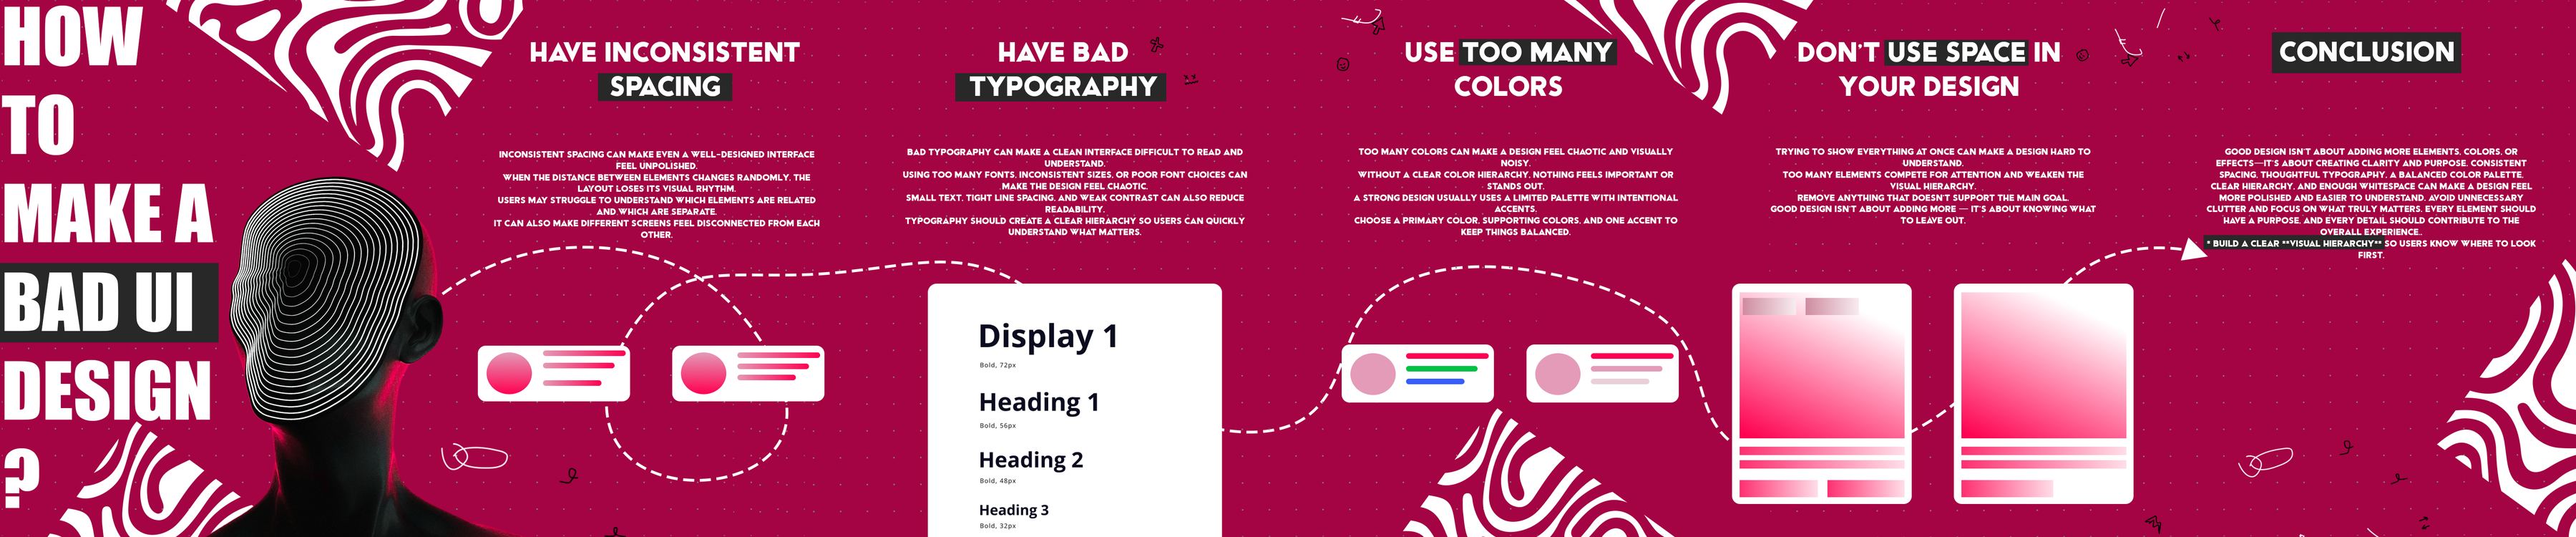 HOW
TO
MAKE A
BAD UI
DESIGN
?
HAVE INCONSISTENT
SPACING
INCONSISTENT SPACING CAN MAKE EVEN A WELL-DESIGNED INTERFACE
FEEL UNPOLISHED.
WHEN THE DISTANCE BETWEEN ELEMENTS CHANGES RANDOMLY, THE
LAYOUT LOSES ITS VISUAL RHYTHM.
USERS MAY STRUGGLE TO UNDERSTAND WHICH ELEMENTS ARE RELATED
AND WHICH ARE SEPARATE.
IT CAN ALSO MAKE DIFFERENT SCREENS FEEL DISCONNECTED FROM EACH
OTHER.
HAVE BAD
TYPOGRAPHY
BAD TYPOGRAPHY CAN MAKE A CLEAN INTERFACE DIFFICULT TO READ AND
UNDERSTAND.
USING TOO MANY FONTS, INCONSISTENT SIZES, OR POOR FONT CHOICES CAN
MAKE THE DESIGN FEEL CHAOTIC.
SMALL TEXT, TIGHT LINE SPACING, AND WEAK CONTRAST CAN ALSO REDUCE
READABILITY.
TYPOGRAPHY SHOULD CREATE A CLEAR HIERARCHY SO USERS CAN QUICKLY
UNDERSTAND WHAT MATTERS.
Display 1
Bold, 72px
Heading 1
Bold, 56px
Heading 2
Bold, 48px
Heading 3
Bold, 32px
USE TOO MANY
COLORS
TOO MANY COLORS CAN MAKE A DESIGN FEEL CHAOTIC AND VISUALLY
NOISY.
WITHOUT A CLEAR COLOR HIERARCHY, NOTHING FEELS IMPORTANT OR
STANDS OUT.
A STRONG DESIGN USUALLY USES A LIMITED PALETTE WITH INTENTIONAL
ACCENTS.
CHOOSE A PRIMARY COLOR, SUPPORTING COLORS, AND ONE ACCENT TO
KEEP THINGS BALANCED.
DON'T USE SPACE IN
YOUR DESIGN
TRYING TO SHOW EVERYTHING AT ONCE CAN MAKE A DESIGN HARD TO
UNDERSTAND.
TOO MANY ELEMENTS COMPETE FOR ATTENTION AND WEAKEN THE
VISUAL HIERARCHY.
REMOVE ANYTHING THAT DOESN'T SUPPORT THE MAIN GOAL.
GOOD DESIGN ISN'T ABOUT ADDING MORE — IT'S ABOUT KNOWING WHAT
TO LEAVE OUT.
CONCLUSION
GOOD DESIGN ISN'T ABOUT ADDING MORE ELEMENTS, COLORS, OR
EFFECTS—IT'S ABOUT CREATING CLARITY AND PURPOSE. CONSISTENT
SPACING, THOUGHTFUL TYPOGRAPHY, A BALANCED COLOR PALETTE,
CLEAR HIERARCHY, AND ENOUGH WHITESPACE CAN MAKE A DESIGN FEEL
MORE POLISHED AND EASIER TO UNDERSTAND. AVOID UNNECESSARY
CLUTTER AND FOCUS ON WHAT TRULY MATTERS. EVERY ELEMENT SHOULD
HAVE A PURPOSE, AND EVERY DETAIL SHOULD CONTRIBUTE TO THE
OVERALL EXPERIENCE..
* BUILD A CLEAR **VISUAL HIERARCHY** SO USERS KNOW WHERE TO LOOK
FIRST.